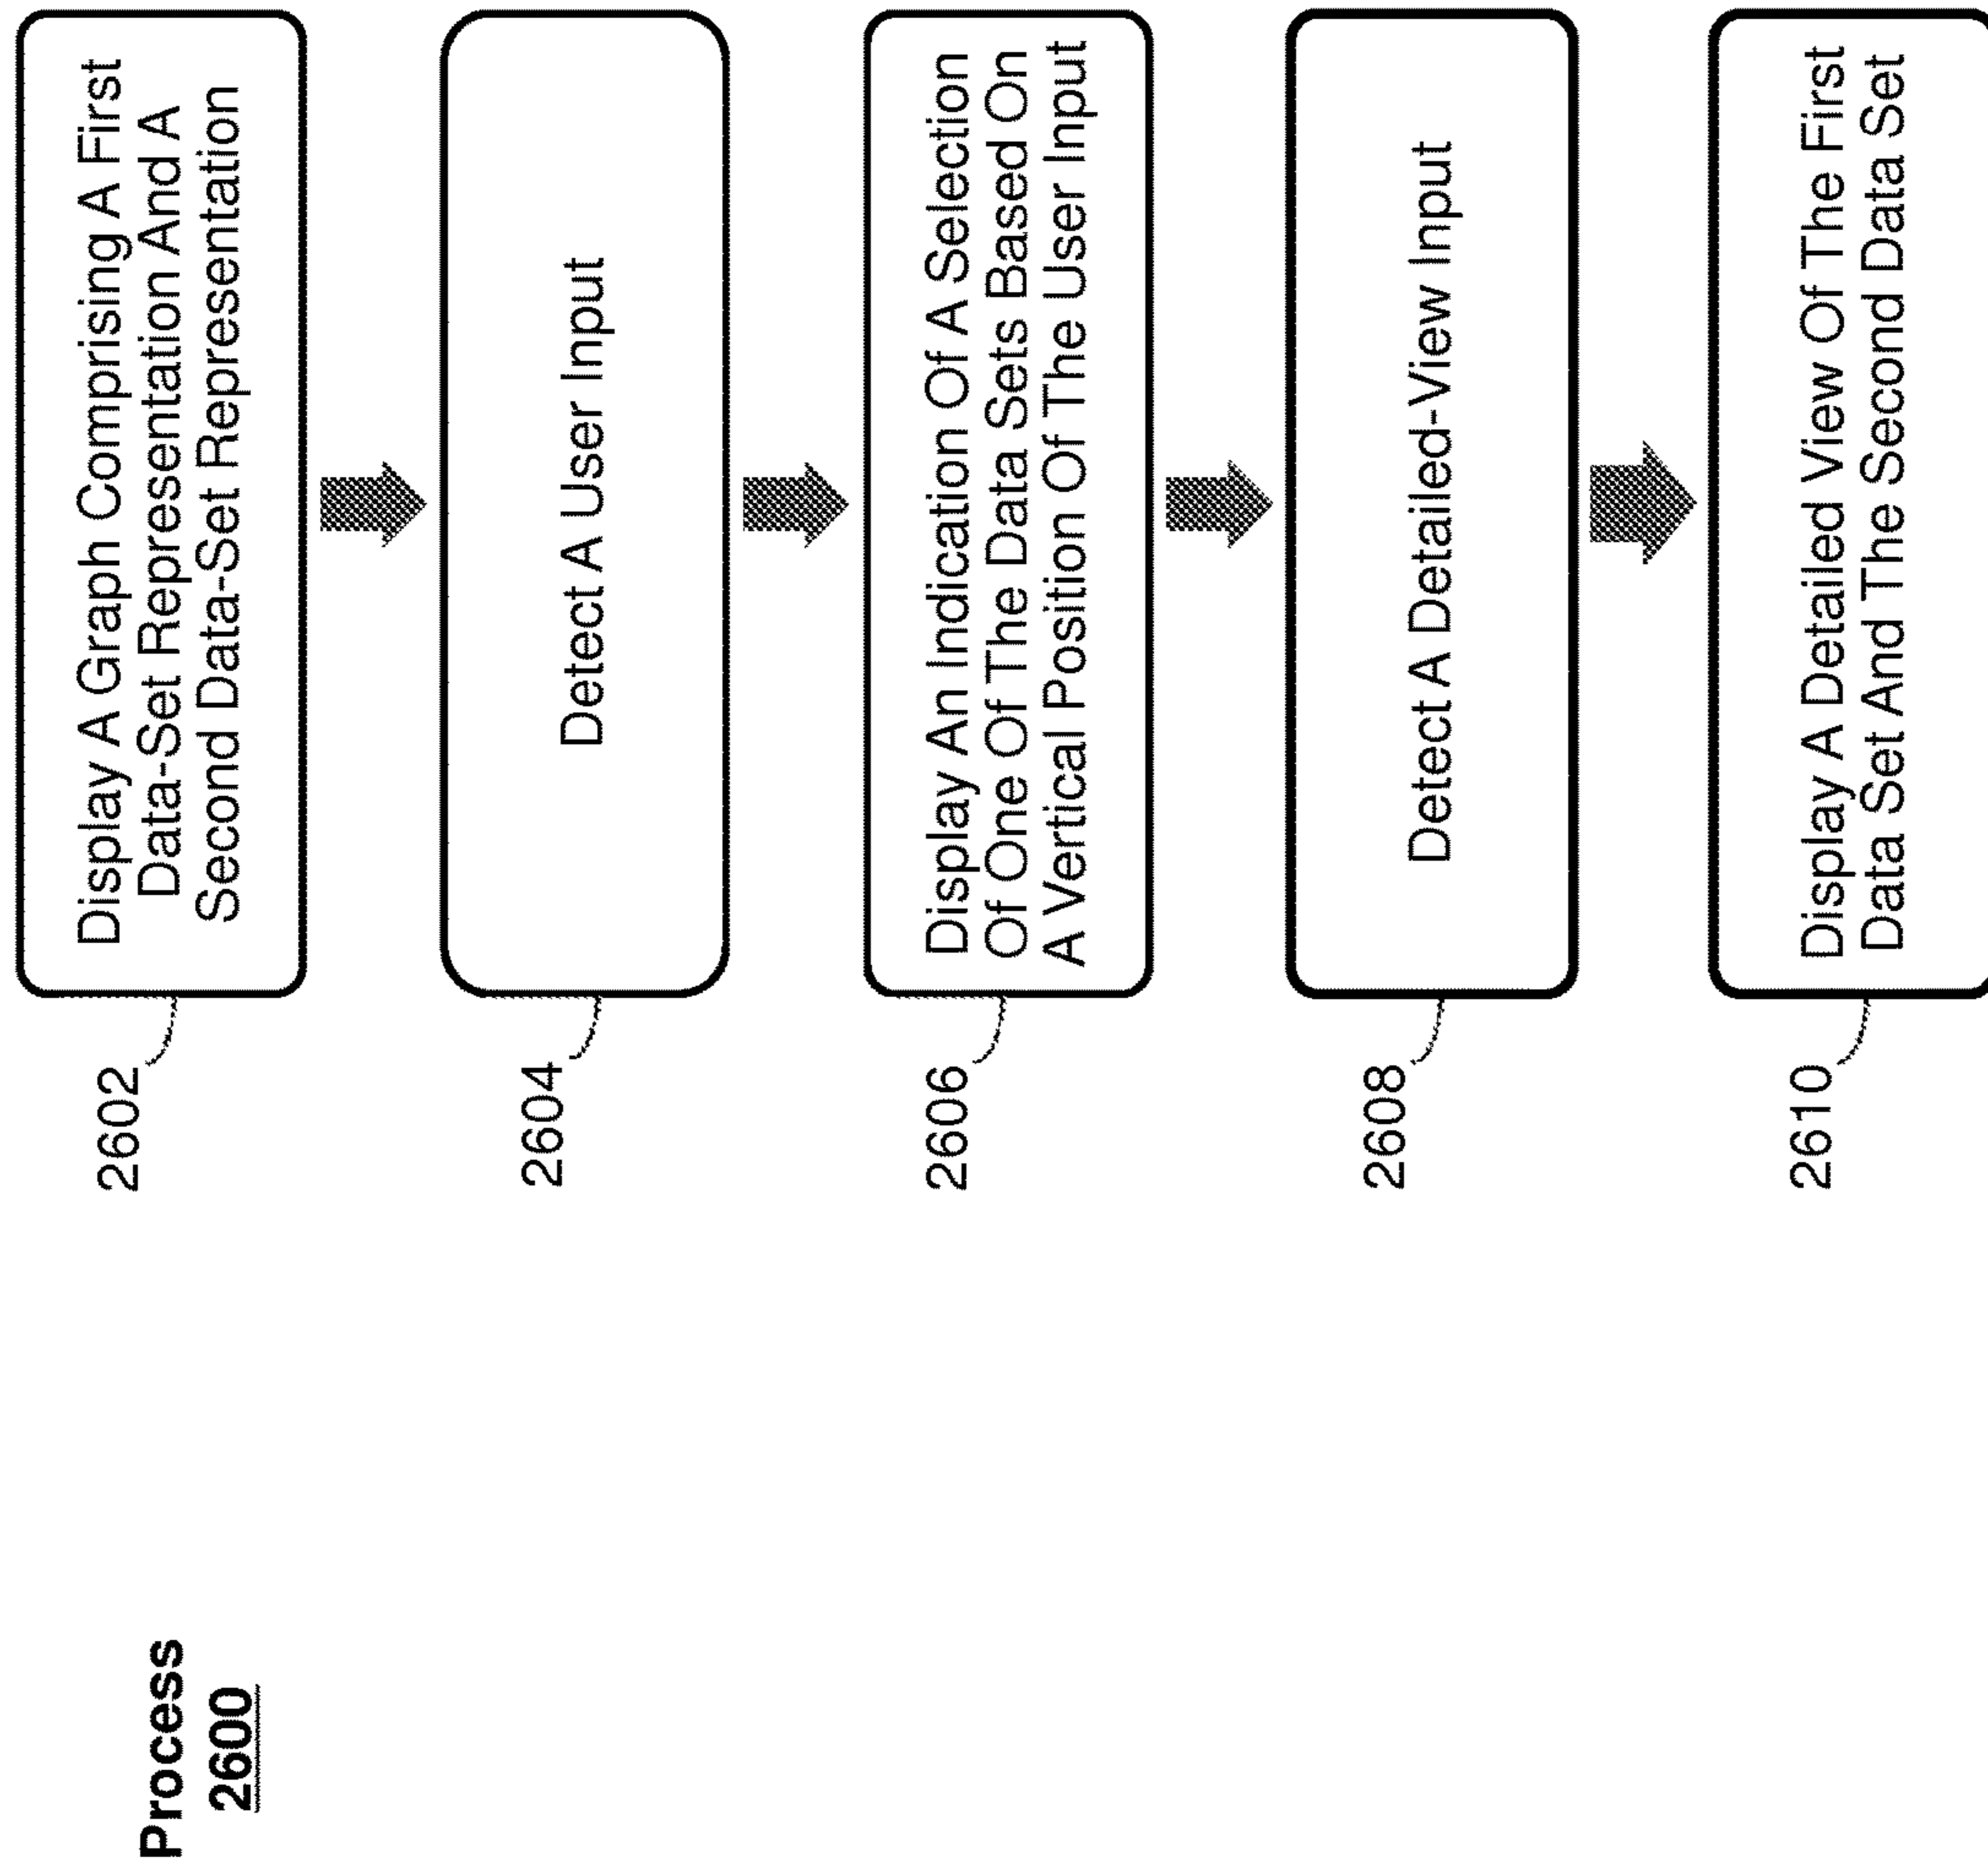 Process
2600
2602
Display A Graph Comprising A First
Data-Set Representation And A
Second Data-Set Representation
2604
Detect A User Input
2606
Display An Indication Of A Selection
Of One Of The Data Sets Based On
A Vertical Position Of The User Input
2608
Detect A Detailed-View Input
2610
Display A Detailed View Of The First
Data Set And The Second Data Set